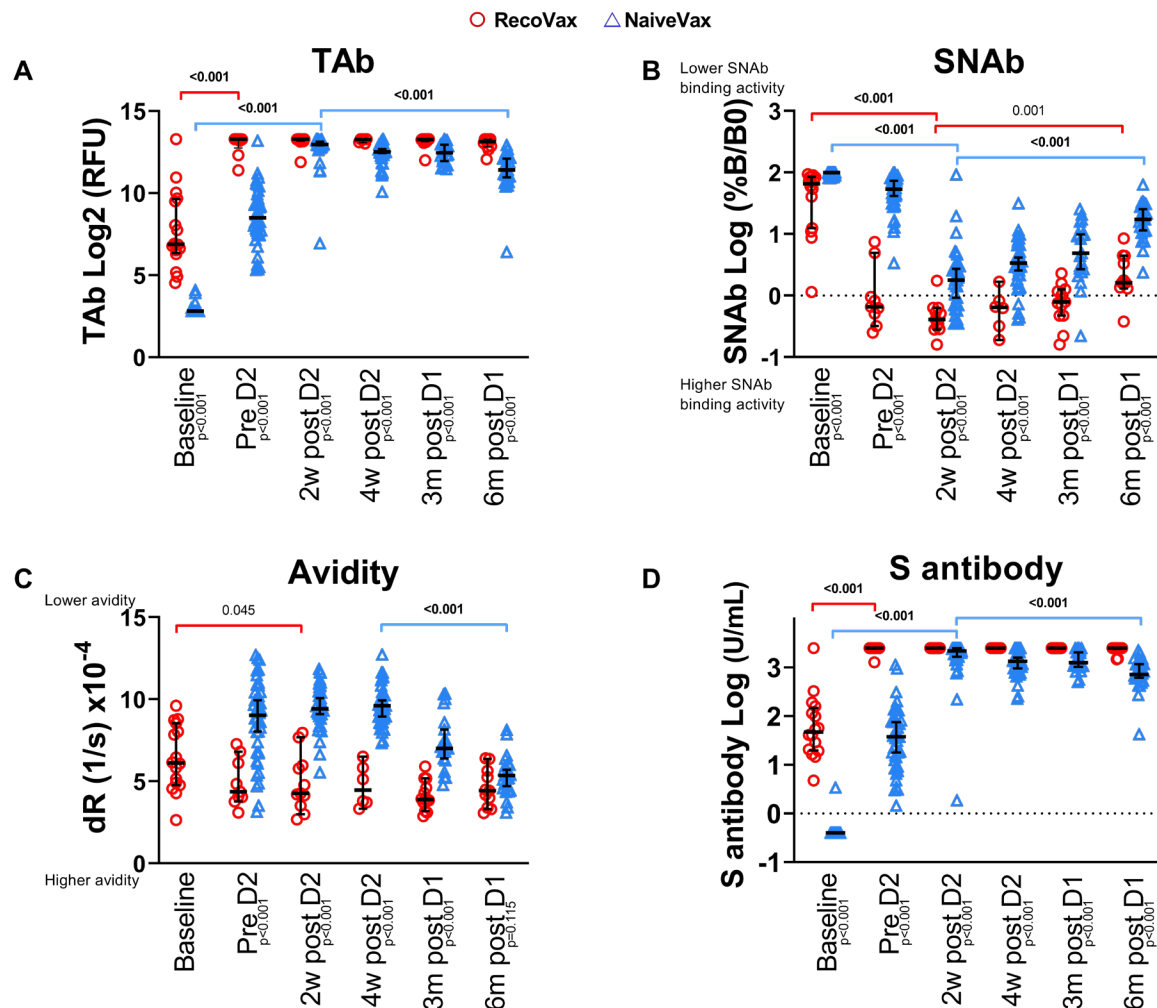 RecoVax NaiveVax
A TAb
<0.001
<0.001 <0.001
TAb Log2 (RFU)
15
10
5
0
Baseline p<0.001
Pre D2 p<0.001
2w post D2 p<0.001
4w post D2 p<0.001
3m post D1 p<0.001
6m post D1 p<0.001
B SNAb
Lower SNAb
binding activity
<0.001 0.001
<0.001 <0.001
SNAb Log (%B/B0)
3
2
1
0
-1
Higher SNAb
binding activity
Baseline p<0.001
Pre D2 p<0.001
2w post D2 p<0.001
4w post D2 p<0.001
3m post D1 p<0.001
6m post D1 p<0.001
C Avidity
Lower avidity
0.045 <0.001
dR (1/s) x10-4
15
10
5
0
Higher avidity
Baseline
Pre D2 p<0.001
2w post D2 p<0.001
4w post D2 p<0.001
3m post D1 p<0.001
6m post D1 p=0.115
D S antibody
<0.001 <0.001
<0.001
S antibody Log (U/mL)
3
2
1
0
-1
Baseline p<0.001
Pre D2 p<0.001
2w post D2 p<0.001
4w post D2 p<0.001
3m post D1 p<0.001
6m post D1 p<0.001